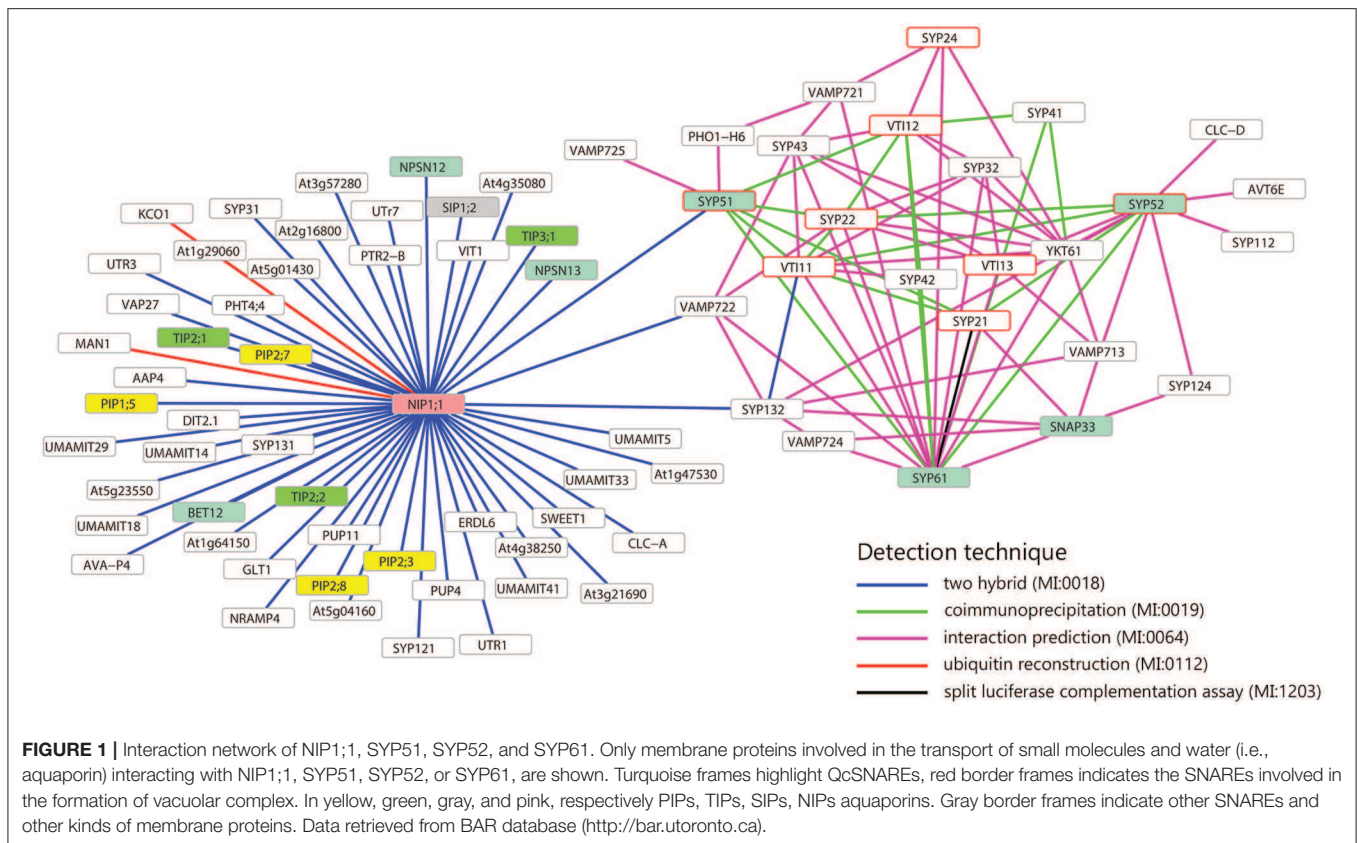 SYP24
VAMP721
SYP41
VTI12
CLC−D
PHO1−H6
VAMP725
SYP43
NPSN12
SYP32
At3g57280
At4g35080
AVT6E
SYP51
SYP52
KCO1
SYP31
UTr7
SIP1;2
SYP22
At2g16800
TIP3;1
SYP112
At1g29060
PTR2−B
VIT1
YKT61
UTR3
At5g01430
NPSN13
VTI11
VTI13
SYP42
VAP27
PHT4;4
VAMP722
SYP21
TIP2;1
MAN1
PIP2;7
VAMP713
AAP4
SYP124
PIP1;5
NIP1;1
SYP132
DIT2.1
SNAP33
UMAMIT29
UMAMIT14
SYP131
UMAMIT5
VAMP724
At1g47530
At5g23550
UMAMIT33
SYP61
TIP2;2
UMAMIT18
BET12
ERDL6
SWEET1
At1g64150
PUP11
At4g38250
CLC−A
AVA−P4
GLT1
PIP2;3
PIP2;8
PUP4
UMAMIT41
At3g21690
NRAMP4
At5g04160
SYP121
UTR1
Detection technique
two hybrid (MI:0018)
coimmunoprecipitation (MI:0019)
interaction prediction (MI:0064)
ubiquitin reconstruction (MI:0112)
split luciferase complementation assay (MI:1203)
FIGURE 1 | Interaction network of NIP1;1, SYP51, SYP52, and SYP61. Only membrane proteins involved in the transport of small molecules and water (i.e.,
aquaporin) interacting with NIP1;1, SYP51, SYP52, or SYP61, are shown. Turquoise frames highlight QcSNAREs, red border frames indicates the SNAREs involved in
the formation of vacuolar complex. In yellow, green, gray, and pink, respectively PIPs, TIPs, SIPs, NIPs aquaporins. Gray border frames indicate other SNAREs and
other kinds of membrane proteins. Data retrieved from BAR database (http://bar.utoronto.ca).